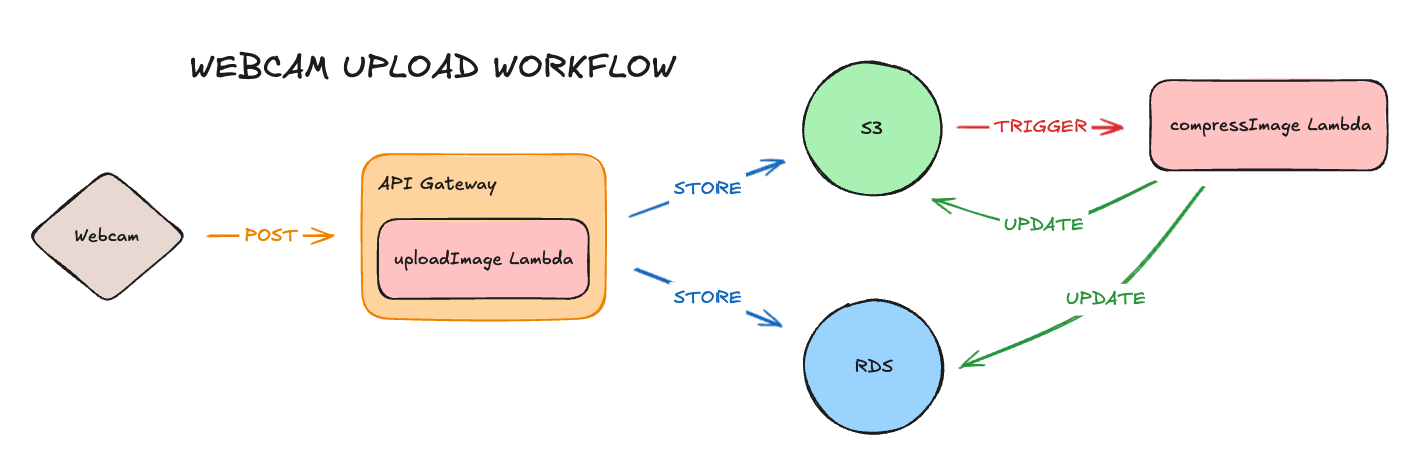 WEBCAM UPLOAD WORKFLOW
Webcam
POST
API Gateway
uploadImage Lambda
STORE
STORE
S3
RDS
TRIGGER
compressImage Lambda
UPDATE
UPDATE